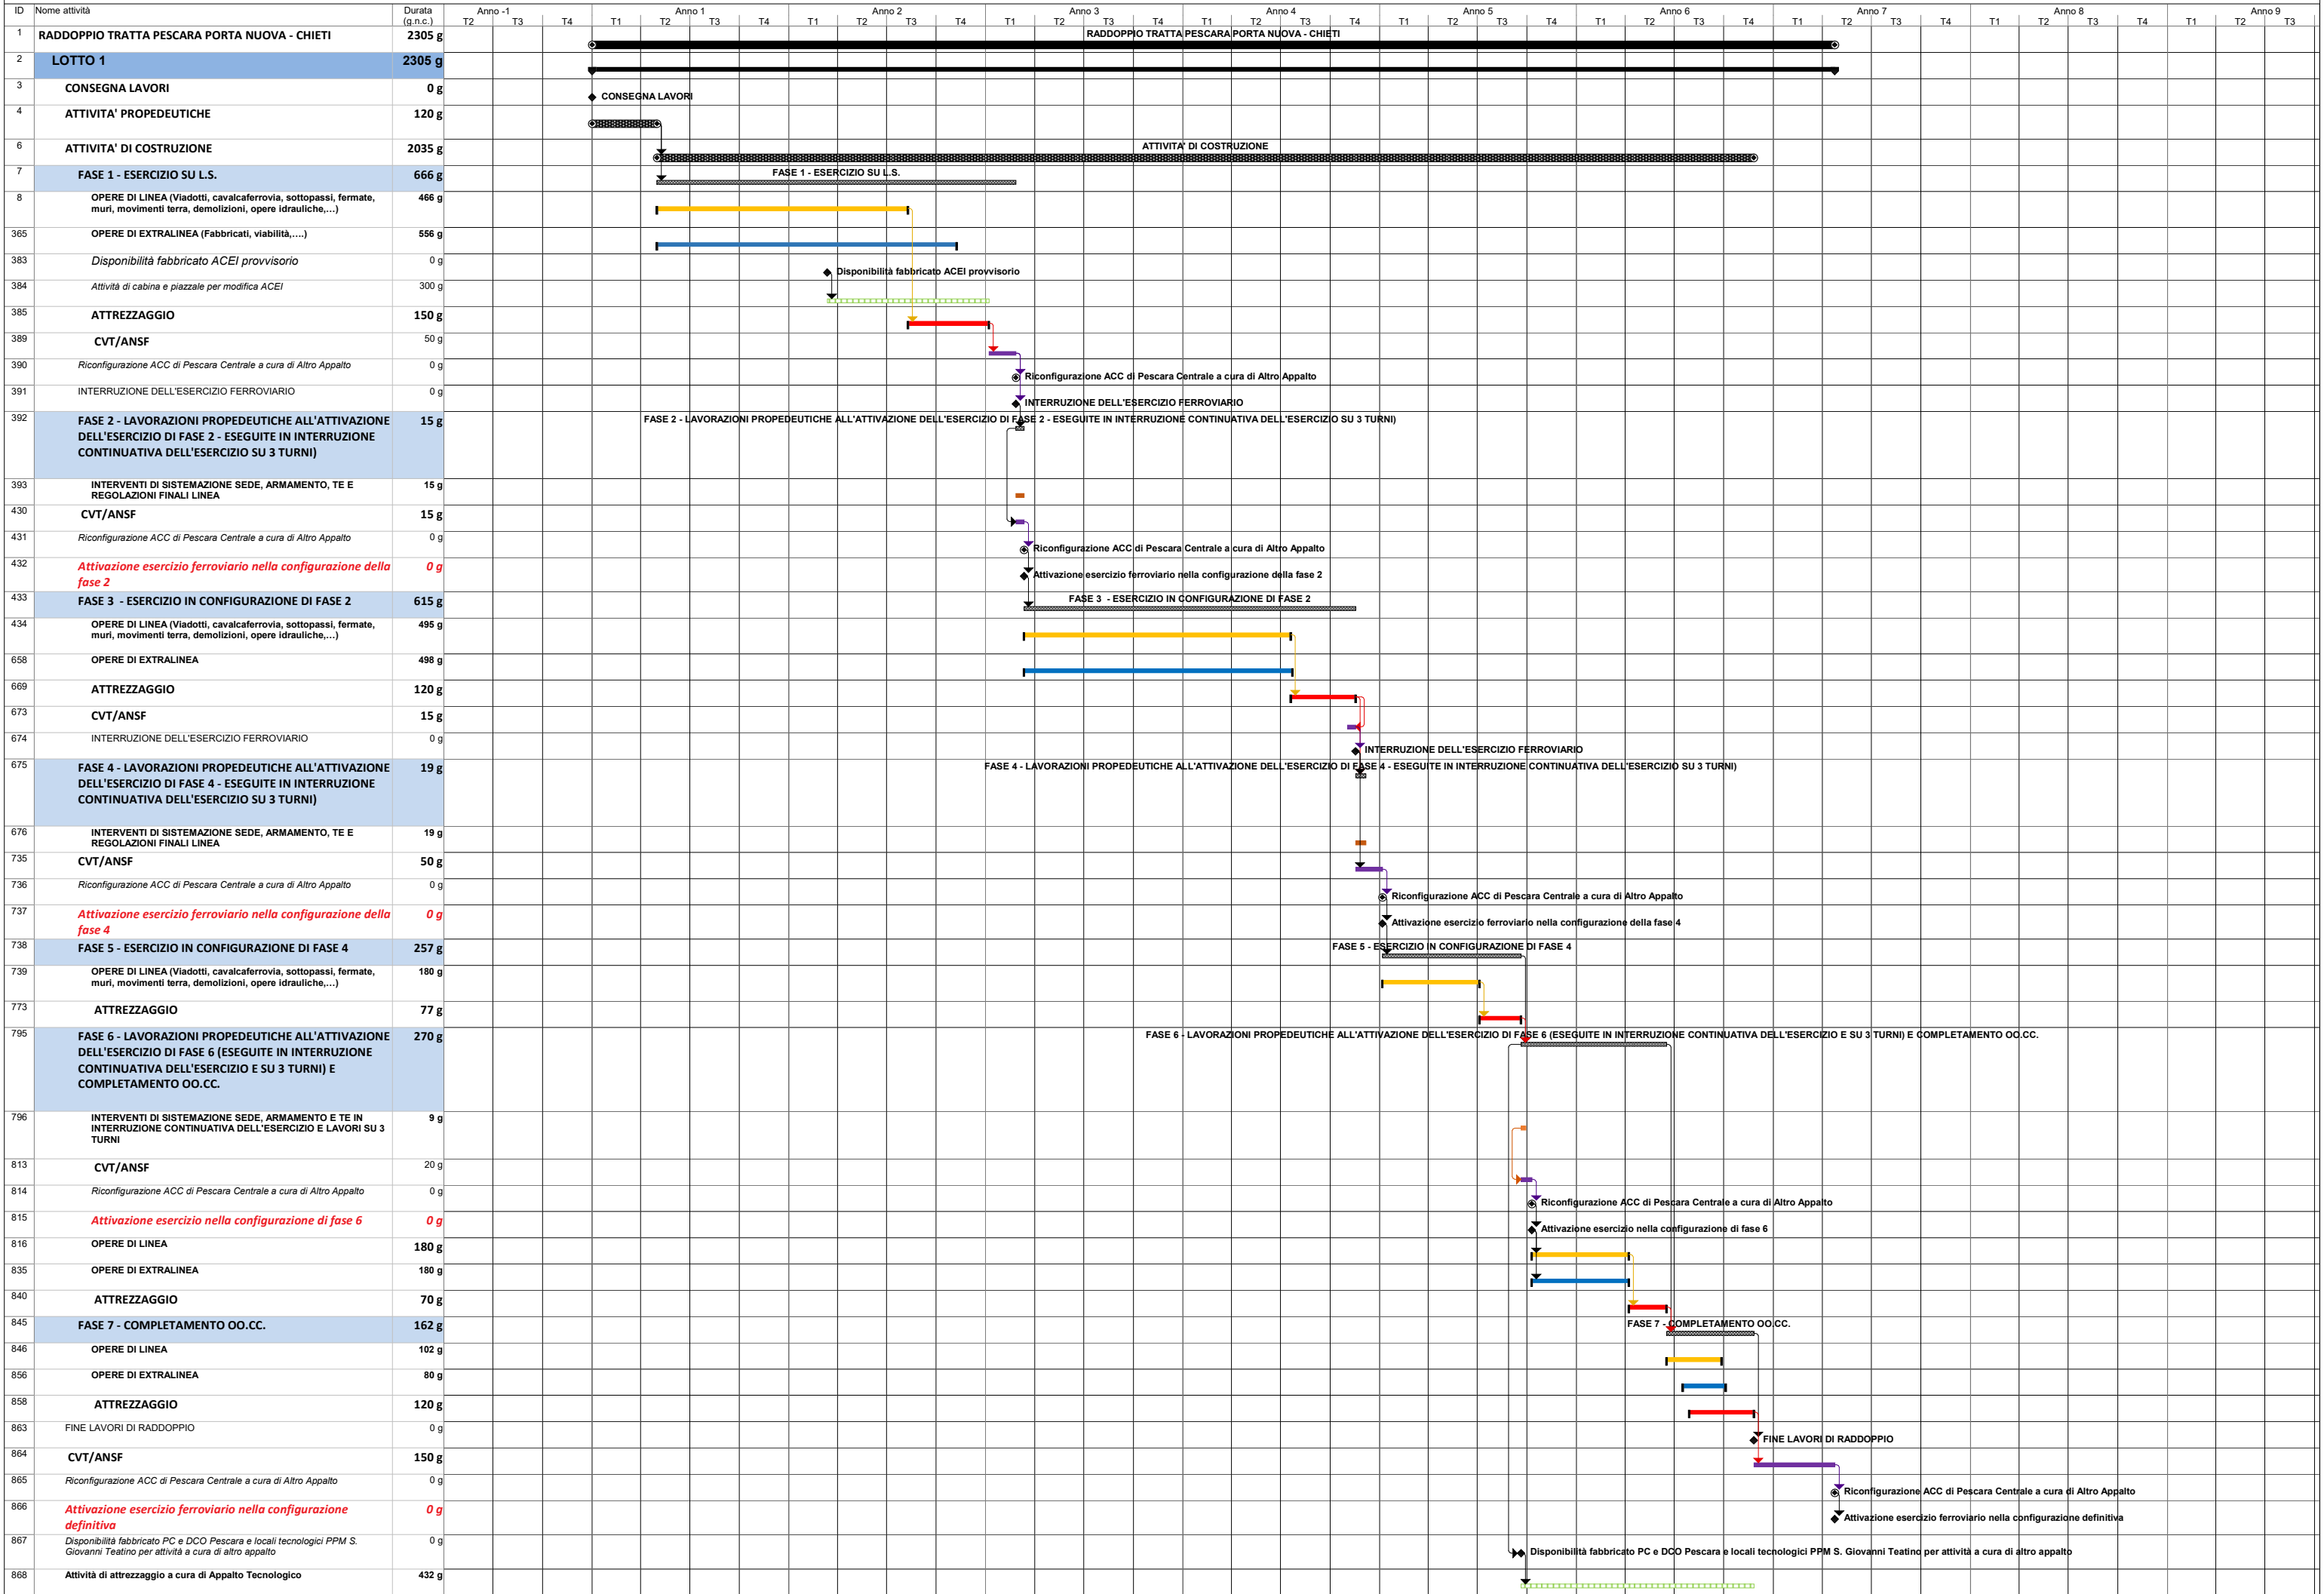 ID Nome attività Durata (g.n.c.) Anno -1 Anno 1 Anno 2 Anno 3 Anno 4 Anno 5 Anno 6 Anno 7 Anno 8 Anno 9
T2 T3 T4 T1 T2 T3 T4 T1 T2 T3 T4 T1 T2 T3 T4 T1 T2 T3 T4 T1 T2 T3 T4 T1 T2 T3 T4 T1 T2 T3 T4 T1 T2 T3 T4 T1 T2 T3
1 RADDOPPIO TRATTA PESCARA PORTA NUOVA - CHIETI 2305 g RADDOPPIO TRATTA PESCARA PORTA NUOVA - CHIETI
2 LOTTO 1 2305 g
3 CONSEGNA LAVORI 0 g CONSEGNA LAVORI
4 ATTIVITA' PROPEDEUTICHE 120 g
6 ATTIVITA' DI COSTRUZIONE 2035 g ATTIVITA' DI COSTRUZIONE
7 FASE 1 - ESERCIZIO SU L.S. 666 g FASE 1 - ESERCIZIO SU L.S.
8 OPERE DI LINEA (Viadotti, cavalcaferrovia, sottopassi, fermate, 466 g
muri, movimenti terra, demolizioni, opere idrauliche,...)
365 OPERE DI EXTRALINEA (Fabbricati, viabilità,....) 556 g
383 Disponibilità fabbricato ACEI provvisorio 0 g Disponibilità fabbricato ACEI provvisorio
384 Attività di cabina e piazzale per modifica ACEI 300 g
385 ATTREZZAGGIO 150 g
389 CVT/ANSF 50 g
390 Riconfigurazione ACC di Pescara Centrale a cura di Altro Appalto 0 g Riconfigurazione ACC di Pescara Centrale a cura di Altro Appalto
391 INTERRUZIONE DELL'ESERCIZIO FERROVIARIO 0 g INTERRUZIONE DELL'ESERCIZIO FERROVIARIO
392 FASE 2 - LAVORAZIONI PROPEDEUTICHE ALL'ATTIVAZIONE 15 g FASE 2 - LAVORAZIONI PROPEDEUTICHE ALL'ATTIVAZIONE DELL'ESERCIZIO DI FASE 2 - ESEGUITE IN INTERRUZIONE CONTINUATIVA DELL'ESERCIZIO SU 3 TURNI)
DELL'ESERCIZIO DI FASE 2 - ESEGUITE IN INTERRUZIONE
CONTINUATIVA DELL'ESERCIZIO SU 3 TURNI)
393 INTERVENTI DI SISTEMAZIONE SEDE, ARMAMENTO, TE E 15 g
REGOLAZIONI FINALI LINEA
430 CVT/ANSF 15 g
431 Riconfigurazione ACC di Pescara Centrale a cura di Altro Appalto 0 g Riconfigurazione ACC di Pescara Centrale a cura di Altro Appalto
432 Attivazione esercizio ferroviario nella configurazione della 0 g Attivazione esercizio ferroviario nella configurazione della fase 2
fase 2
433 FASE 3 - ESERCIZIO IN CONFIGURAZIONE DI FASE 2 615 g FASE 3 - ESERCIZIO IN CONFIGURAZIONE DI FASE 2
434 OPERE DI LINEA (Viadotti, cavalcaferrovia, sottopassi, fermate, 495 g
muri, movimenti terra, demolizioni, opere idrauliche,...)
658 OPERE DI EXTRALINEA 498 g
669 ATTREZZAGGIO 120 g
673 CVT/ANSF 15 g
674 INTERRUZIONE DELL'ESERCIZIO FERROVIARIO 0 g INTERRUZIONE DELL'ESERCIZIO FERROVIARIO
675 FASE 4 - LAVORAZIONI PROPEDEUTICHE ALL'ATTIVAZIONE 19 g FASE 4 - LAVORAZIONI PROPEDEUTICHE ALL'ATTIVAZIONE DELL'ESERCIZIO DI FASE 4 - ESEGUITE IN INTERRUZIONE CONTINUATIVA DELL'ESERCIZIO SU 3 TURNI)
DELL'ESERCIZIO DI FASE 4 - ESEGUITE IN INTERRUZIONE
CONTINUATIVA DELL'ESERCIZIO SU 3 TURNI)
676 INTERVENTI DI SISTEMAZIONE SEDE, ARMAMENTO, TE E 19 g
REGOLAZIONI FINALI LINEA
735 CVT/ANSF 50 g
736 Riconfigurazione ACC di Pescara Centrale a cura di Altro Appalto 0 g Riconfigurazione ACC di Pescara Centrale a cura di Altro Appalto
737 Attivazione esercizio ferroviario nella configurazione della 0 g Attivazione esercizio ferroviario nella configurazione della fase 4
fase 4
738 FASE 5 - ESERCIZIO IN CONFIGURAZIONE DI FASE 4 257 g FASE 5 - ESERCIZIO IN CONFIGURAZIONE DI FASE 4
739 OPERE DI LINEA (Viadotti, cavalcaferrovia, sottopassi, fermate, 180 g
muri, movimenti terra, demolizioni, opere idrauliche,...)
773 ATTREZZAGGIO 77 g
795 FASE 6 - LAVORAZIONI PROPEDEUTICHE ALL'ATTIVAZIONE 270 g FASE 6 - LAVORAZIONI PROPEDEUTICHE ALL'ATTIVAZIONE DELL'ESERCIZIO DI FASE 6 (ESEGUITE IN INTERRUZIONE CONTINUATIVA DELL'ESERCIZIO E SU 3 TURNI) E COMPLETAMENTO OO.CC.
DELL'ESERCIZIO DI FASE 6 (ESEGUITE IN INTERRUZIONE
CONTINUATIVA DELL'ESERCIZIO E SU 3 TURNI) E
COMPLETAMENTO OO.CC.
796 INTERVENTI DI SISTEMAZIONE SEDE, ARMAMENTO E TE IN 9 g
INTERRUZIONE CONTINUATIVA DELL'ESERCIZIO E LAVORI SU 3
TURNI
813 CVT/ANSF 20 g
814 Riconfigurazione ACC di Pescara Centrale a cura di Altro Appalto 0 g Riconfigurazione ACC di Pescara Centrale a cura di Altro Appalto
815 Attivazione esercizio nella configurazione di fase 6 0 g Attivazione esercizio nella configurazione di fase 6
816 OPERE DI LINEA 180 g
835 OPERE DI EXTRALINEA 180 g
840 ATTREZZAGGIO 70 g
845 FASE 7 - COMPLETAMENTO OO.CC. 162 g FASE 7 - COMPLETAMENTO OO.CC.
846 OPERE DI LINEA 102 g
856 OPERE DI EXTRALINEA 80 g
858 ATTREZZAGGIO 120 g
863 FINE LAVORI DI RADDOPPIO 0 g FINE LAVORI DI RADDOPPIO
864 CVT/ANSF 150 g
865 Riconfigurazione ACC di Pescara Centrale a cura di Altro Appalto 0 g Riconfigurazione ACC di Pescara Centrale a cura di Altro Appalto
866 Attivazione esercizio ferroviario nella configurazione 0 g Attivazione esercizio ferroviario nella configurazione definitiva
definitiva
867 Disponibilità fabbricato PC e DCO Pescara e locali tecnologici PPM S. 0 g Disponibilità fabbricato PC e DCO Pescara e locali tecnologici PPM S. Giovanni Teatino per attività a cura di altro appalto
Giovanni Teatino per attività a cura di altro appalto
868 Attività di attrezzaggio a cura di Appalto Tecnologico 432 g